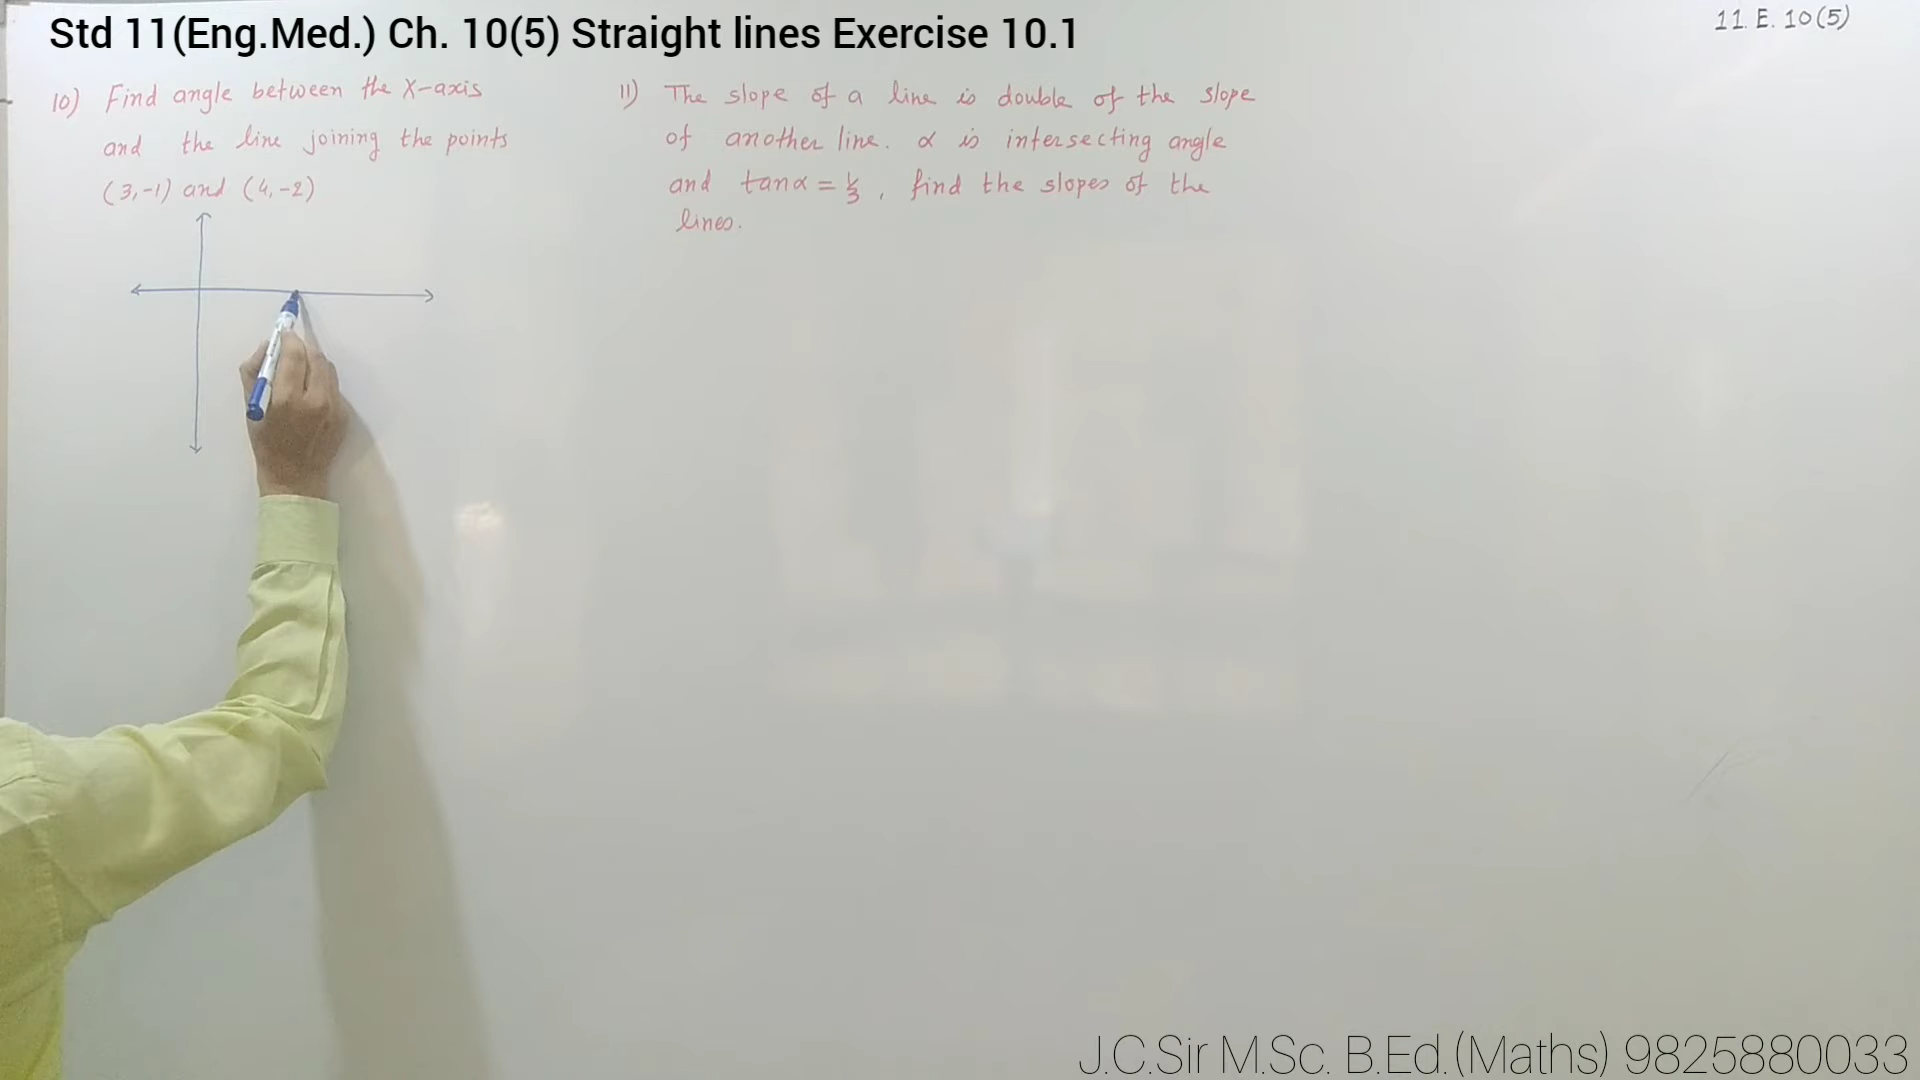 Std 11(Eng.Med.) Ch. 10(5) Straight lines Exercise 10.1
11. E. 10(5)
10) Find angle between the X-axis
and the line joining the points
(3,-1) and (4,-2)
11) The slope of a line is double of the slope
of another line. α is intersecting angle
and tanα = 1/3, find the slopes of the
lines.
J.C.Sir M.Sc. B.Ed.(Maths) 9825880033